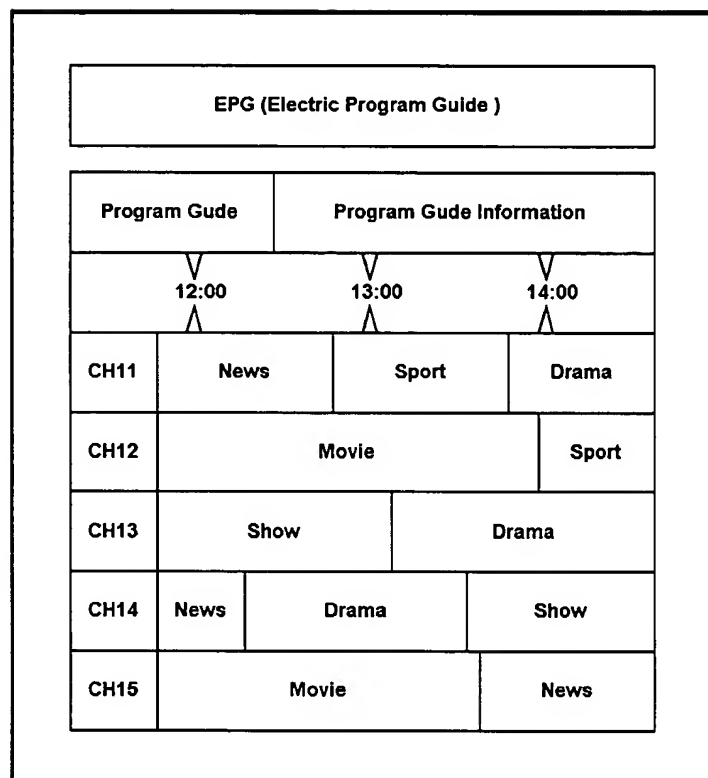 EPG (Electric Program Guide )
Program Gude Program Gude Information
12:00 13:00 14:00
CH11 News Sport Drama
CH12 Movie Sport
CH13 Show Drama
CH14 News Drama Show
CH15 Movie News